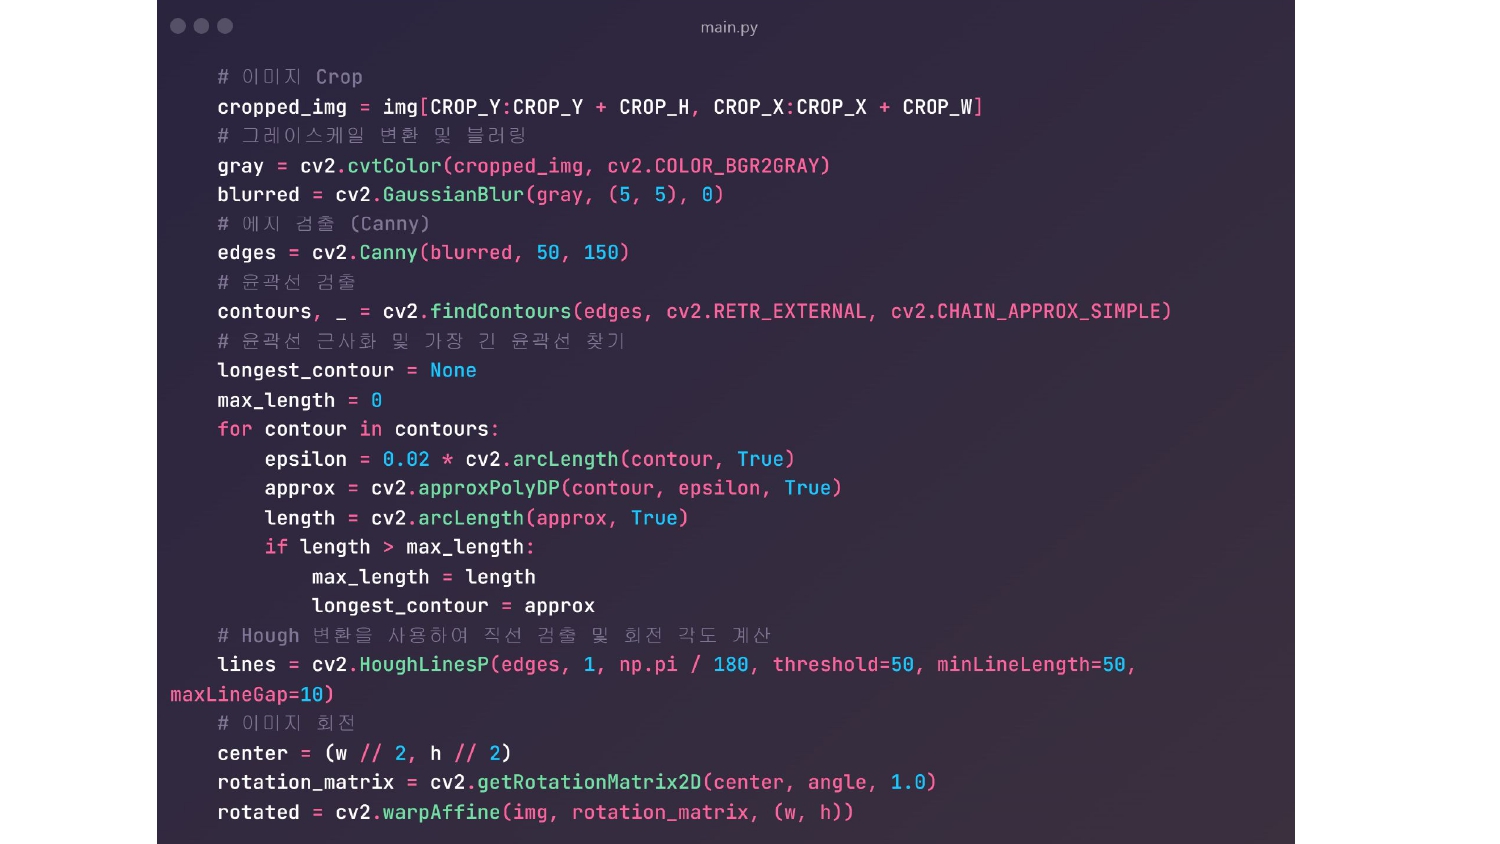 main.py
# 이미지 Crop
cropped_img = img[CROP_Y:CROP_Y + CROP_H, CROP_X:CROP_X + CROP_W]
# 그레이스케일 변환 및 블러링
gray = cv2.cvtColor(cropped_img, cv2.COLOR_BGR2GRAY)
blurred = cv2.GaussianBlur(gray, (5, 5), 0)
# 에지 검출 (Canny)
edges = cv2.Canny(blurred, 50, 150)
# 윤곽선 검출
contours, _ = cv2.findContours(edges, cv2.RETR_EXTERNAL, cv2.CHAIN_APPROX_SIMPLE)
# 윤곽선 근사화 및 가장 긴 윤곽선 찾기
longest_contour = None
max_length = 0
for contour in contours:
epsilon = 0.02 * cv2.arcLength(contour, True)
approx = cv2.approxPolyDP(contour, epsilon, True)
length = cv2.arcLength(approx, True)
if length > max_length:
max_length = length
longest_contour = approx
# Hough 변환을 사용하여 직선 검출 및 회전 각도 계산
lines = cv2.HoughLinesP(edges, 1, np.pi / 180, threshold=50, minLineLength=50,
maxLineGap=10)
# 이미지 회전
center = (w // 2, h // 2)
rotation_matrix = cv2.getRotationMatrix2D(center, angle, 1.0)
rotated = cv2.warpAffine(img, rotation_matrix, (w, h))